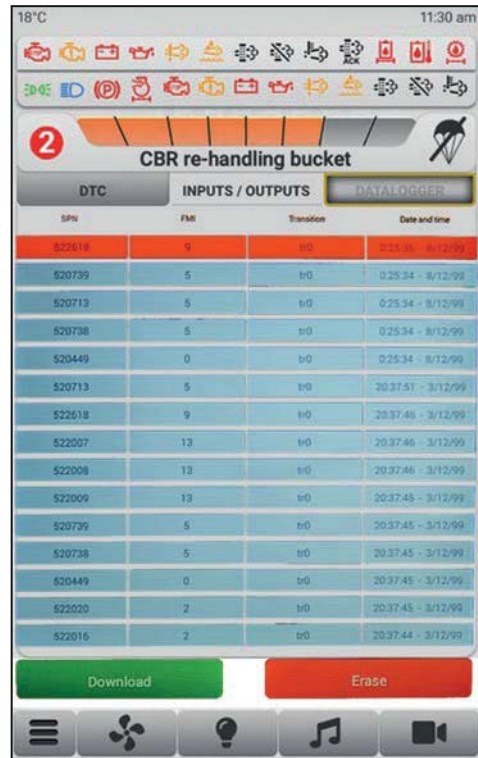 18°C 11:30 am
ACK
2
CBR re-handling bucket
DTC INPUTS / OUTPUTS DATALOGGER
SPN FMI Transition Date and time
522618 9 tr0 0:25:35 - 8/12/99
520739 5 tr0 0:25:34 - 8/12/99
520713 5 tr0 0:25:34 - 8/12/99
520738 5 tr0 0:25:34 - 8/12/99
520449 0 tr0 0:25:34 - 8/12/99
520713 5 tr0 20:37:51 - 3/12/99
522618 9 tr0 20:37:46 - 3/12/99
522007 13 tr0 20:37:46 - 3/12/99
522008 13 tr0 20:37:46 - 3/12/99
522009 13 tr0 20:37:45 - 3/12/99
520739 5 tr0 20:37:45 - 3/12/99
520738 5 tr0 20:37:45 - 3/12/99
520449 0 tr0 20:37:45 - 3/12/99
522020 2 tr0 20:37:45 - 3/12/99
522016 2 tr0 20:37:44 - 3/12/99
Download Erase